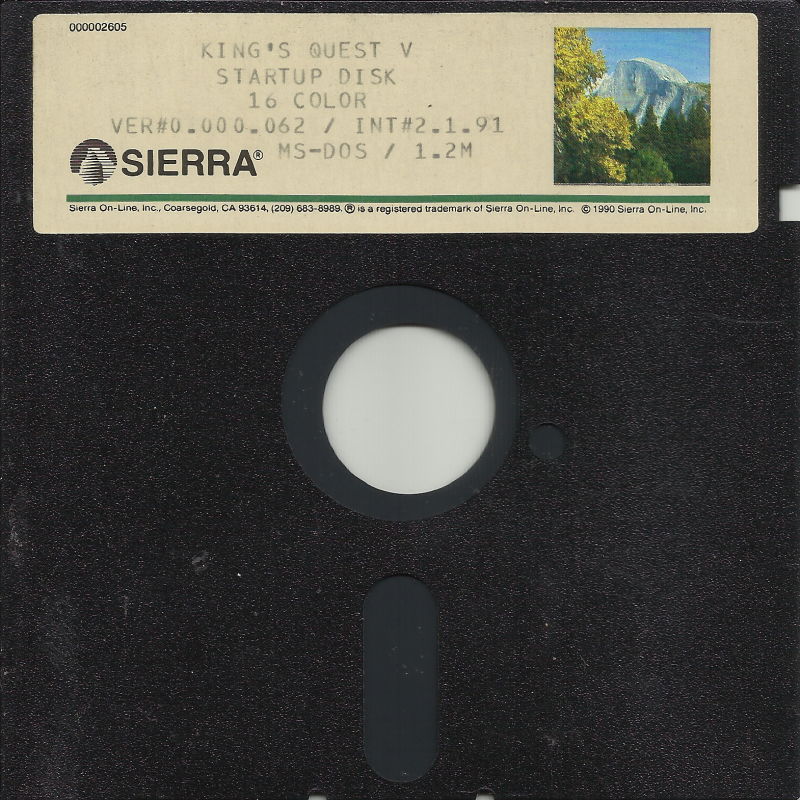 000002605
KING'S QUEST V
STARTUP DISK
16 COLOR
VER#0.000.062 / INT#2.1.91
SIERRA® MS-DOS / 1.2M
Sierra On-Line, Inc., Coarsegold, CA 93614, (209) 683-8989. ® is a registered trademark of Sierra On-Line, Inc. © 1990 Sierra On-Line, Inc.